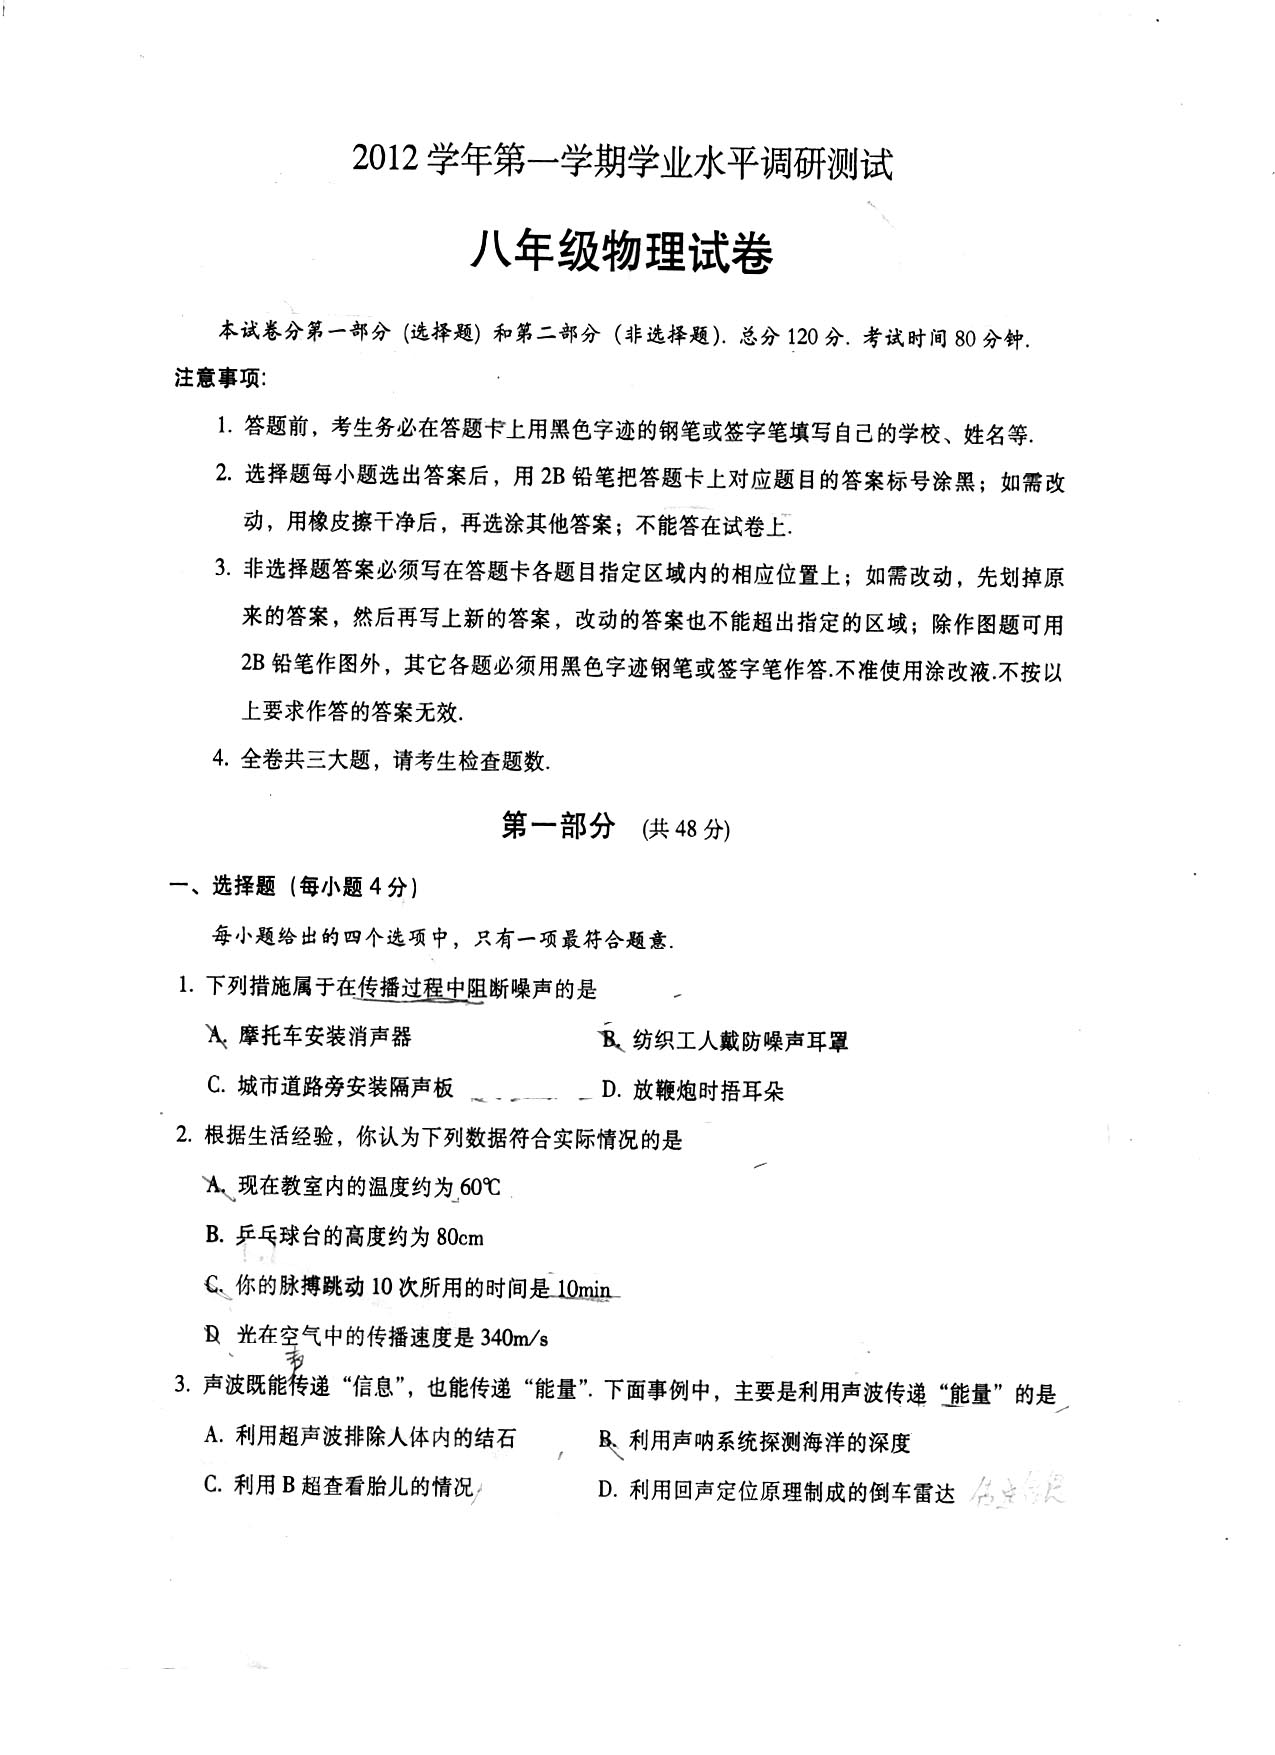 2012 学年第一学期学业水平调研测试
八年级物理试卷
本试卷分第一部分 (选择题) 和第二部分 (非选择题). 总分 120 分. 考试时间 80 分钟.
注意事项:
1. 答题前，考生务必在答题卡上用黑色字迹的钢笔或签字笔填写自己的学校、姓名等.
2. 选择题每小题选出答案后，用 2B 铅笔把答题卡上对应题目的答案标号涂黑；如需改
动，用橡皮擦干净后，再选涂其他答案；不能答在试卷上.
3. 非选择题答案必须写在答题卡各题目指定区域内的相应位置上；如需改动，先划掉原
来的答案，然后再写上新的答案，改动的答案也不能超出指定的区域；除作图题可用
2B 铅笔作图外，其它各题必须用黑色字迹钢笔或签字笔作答.不准使用涂改液.不按以
上要求作答的答案无效.
4. 全卷共三大题，请考生检查题数.
第一部分 (共 48 分)
一、选择题 (每小题 4 分)
每小题给出的四个选项中，只有一项最符合题意.
1. 下列措施属于在传播过程中阻断噪声的是
A. 摩托车安装消声器 B. 纺织工人戴防噪声耳罩
C. 城市道路旁安装隔声板 D. 放鞭炮时捂耳朵
2. 根据生活经验，你认为下列数据符合实际情况的是
A. 现在教室内的温度约为 60℃
B. 乒乓球台的高度约为 80cm
C. 你的脉搏跳动 10 次所用的时间是 10min
D 光在空气中的传播速度是 340m/s
3. 声波既能传递“信息”，也能传递“能量”. 下面事例中，主要是利用声波传递“能量”的是
A. 利用超声波排除人体内的结石 B. 利用声呐系统探测海洋的深度
C. 利用 B 超查看胎儿的情况 D. 利用回声定位原理制成的倒车雷达